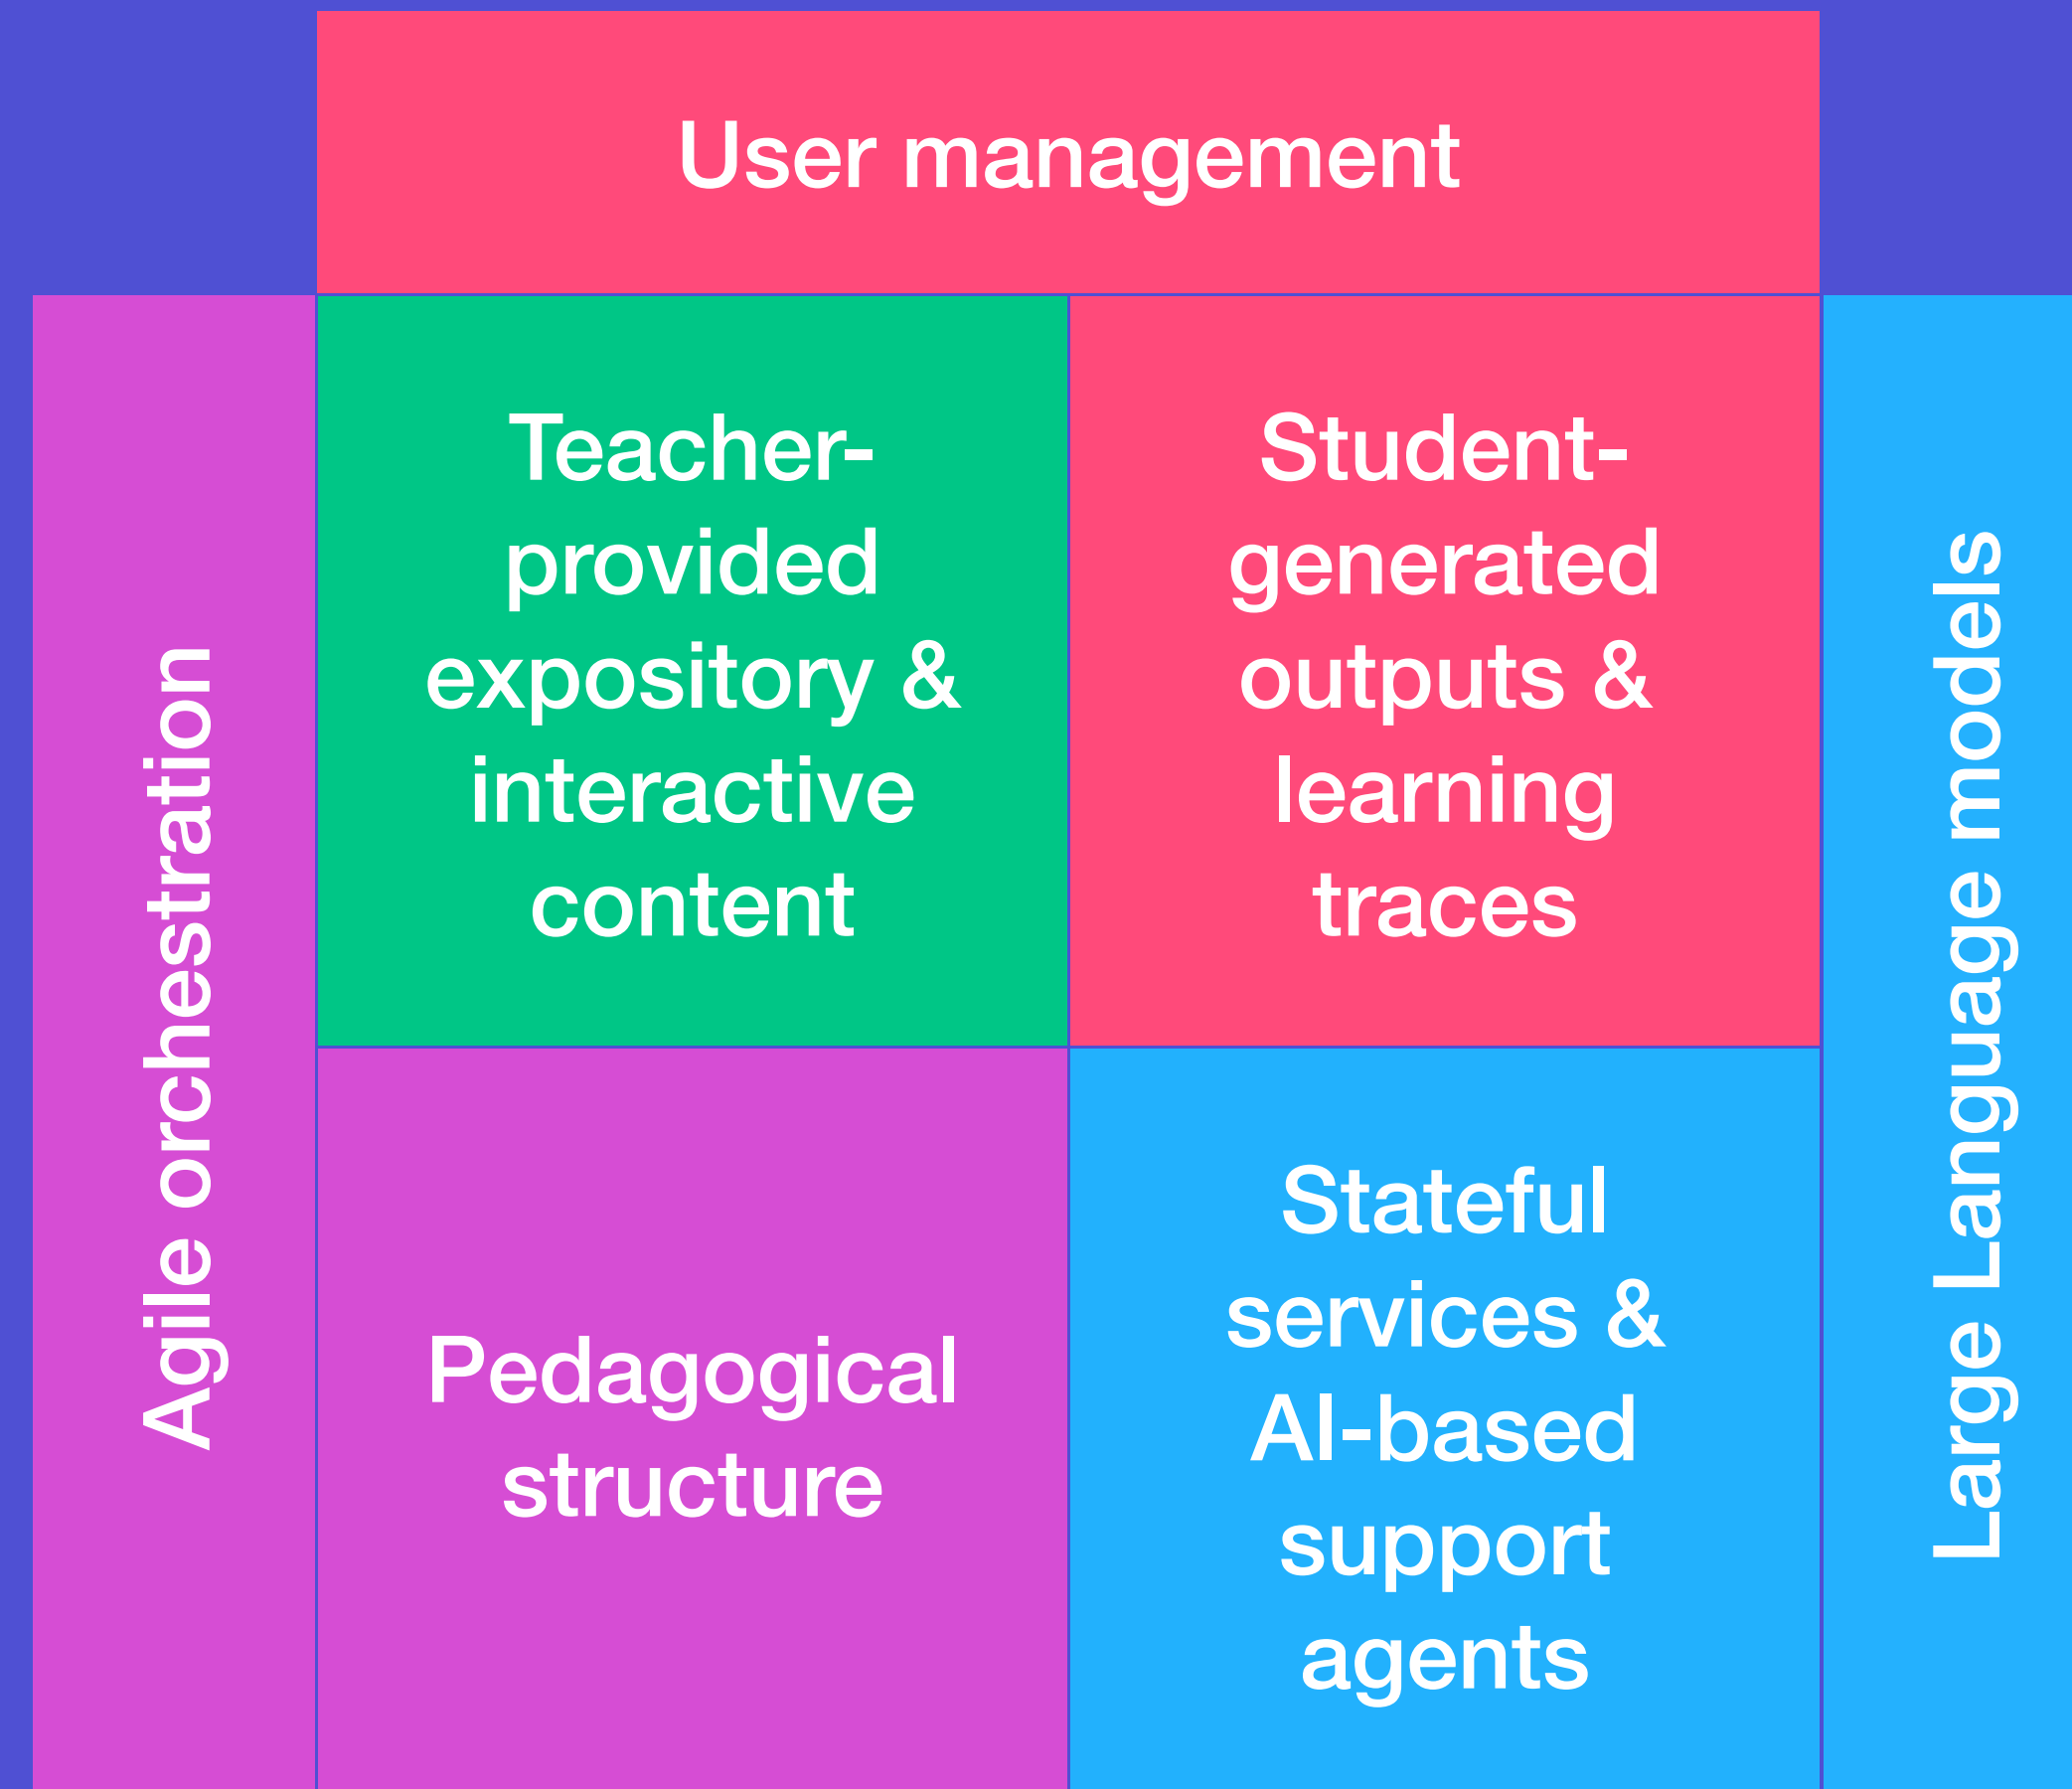 User management
Agile orchestration
Teacher-
provided
expository &
interactive
content
Student-
generated
outputs &
learning
traces
Large Language models
Pedagogical
structure
Stateful
services &
AI-based
support
agents